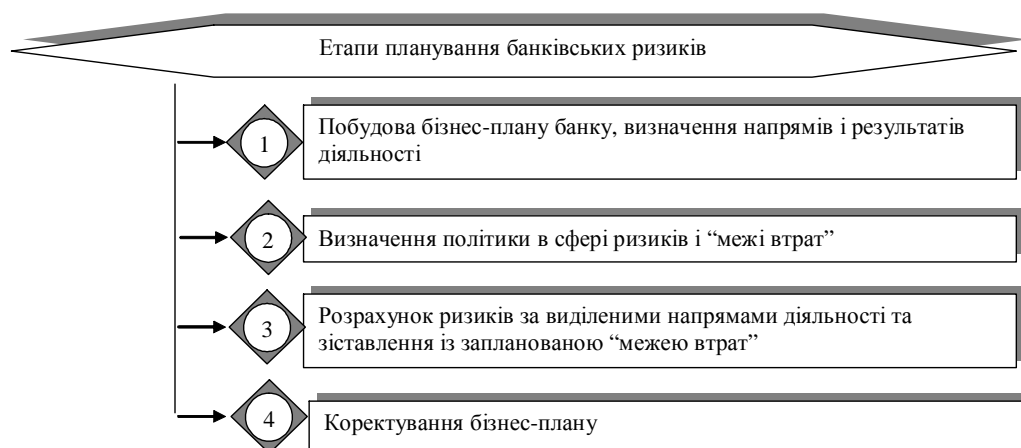 Етапи планування банківських ризиків
1
Побудова бізнес-плану банку, визначення напрямів і результатів
діяльності
2
Визначення політики в сфері ризиків і “межі втрат”
3
Розрахунок ризиків за виділеними напрямами діяльності та
зіставлення із запланованою “межею втрат”
4
Коректування бізнес-плану